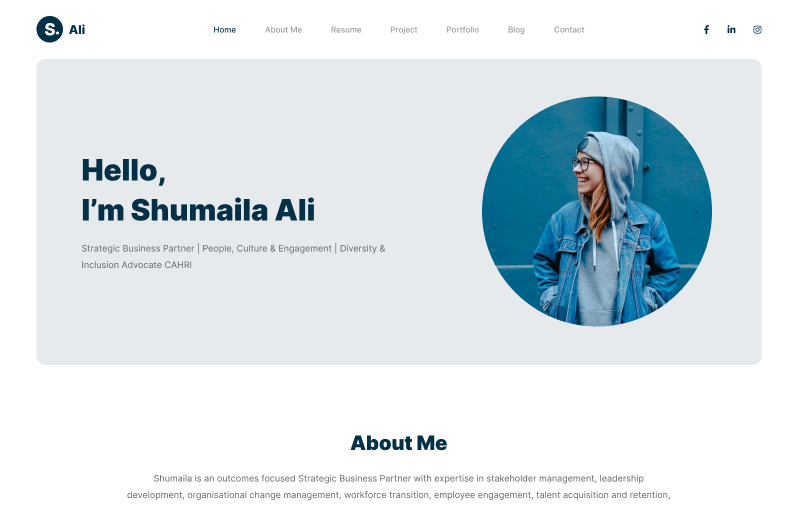 S. Ali
Home About Me Resume Project Portfolio Blog Contact
Hello,
I’m Shumaila Ali
Strategic Business Partner | People, Culture & Engagement | Diversity &
Inclusion Advocate CAHRI
About Me
Shumaila is an outcomes focused Strategic Business Partner with expertise in stakeholder management, leadership
development, organisational change management, workforce transition, employee engagement, talent acquisition and retention,